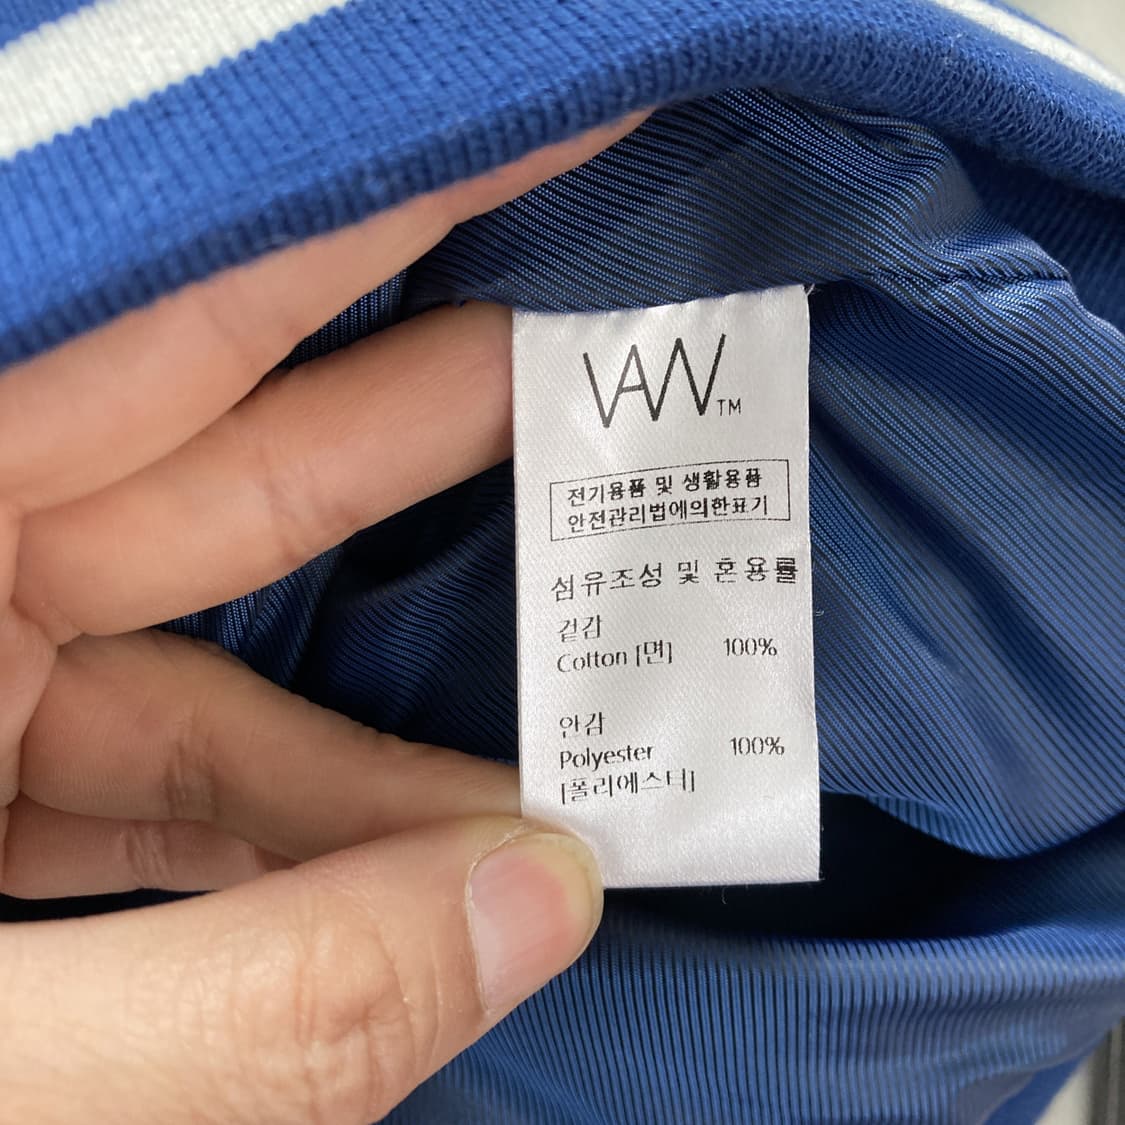 VAW TM
전기용품 및 생활용품
안전관리법에의한표기
섬유조성 및 혼용률
겉감
Cotton [면] 100%
안감
Polyester 100%
[폴리에스터]